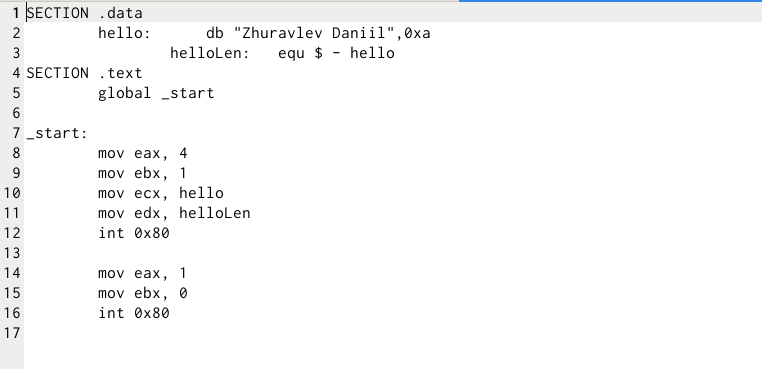 1 SECTION .data
2 hello: db "Zhuravlev Daniil",0xa
3 helloLen: equ $ - hello
4 SECTION .text
5 global _start
6
7 _start:
8 mov eax, 4
9 mov ebx, 1
10 mov ecx, hello
11 mov edx, helloLen
12 int 0x80
13
14 mov eax, 1
15 mov ebx, 0
16 int 0x80
17